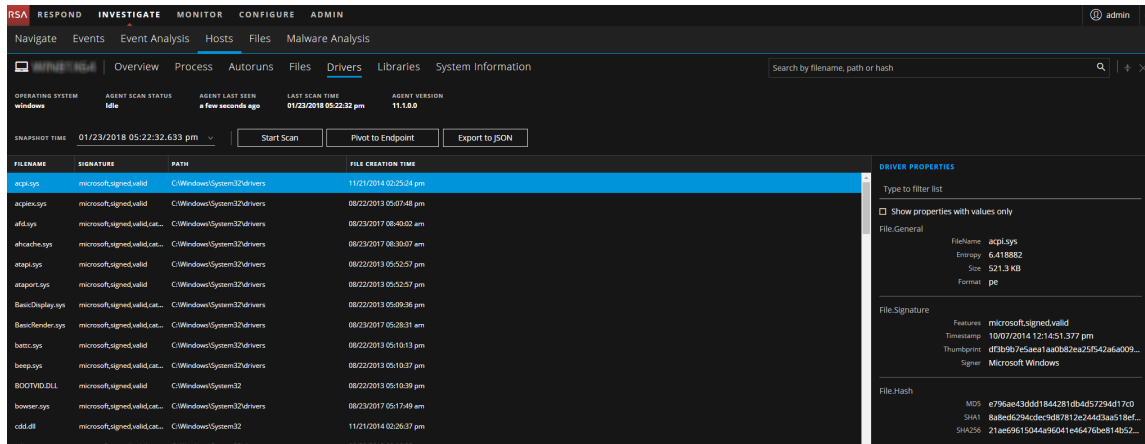 RSA RESPOND INVESTIGATE MONITOR CONFIGURE ADMIN admin
Navigate Events Event Analysis Hosts Files Malware Analysis
Overview Process Autoruns Files Drivers Libraries System Information Search by filename, path or hash
OPERATING SYSTEM AGENT SCAN STATUS AGENT LAST SEEN LAST SCAN TIME AGENT VERSION
windows Idle a few seconds ago 01/23/2018 05:22:32 pm 11.1.0.0
SNAPSHOT TIME 01/23/2018 05:22:32.633 pm Start Scan Pivot to Endpoint Export to JSON
FILENAME SIGNATURE PATH FILE CREATION TIME
acpi.sys microsoft,signed,valid C:\Windows\System32\drivers 11/21/2014 02:25:24 pm
acpiex.sys microsoft,signed,valid C:\Windows\System32\drivers 08/22/2013 05:07:48 pm
afd.sys microsoft,signed,valid,cat... C:\Windows\System32\drivers 08/23/2017 08:40:02 am
ahcache.sys microsoft,signed,valid,cat... C:\Windows\System32\drivers 08/23/2017 08:30:07 am
atapi.sys microsoft,signed,valid C:\Windows\System32\drivers 08/22/2013 05:52:57 pm
ataport.sys microsoft,signed,valid C:\Windows\System32\drivers 08/22/2013 05:52:57 pm
BasicDisplay.sys microsoft,signed,valid,cat... C:\Windows\System32\drivers 08/22/2013 05:09:36 pm
BasicRender.sys microsoft,signed,valid,cat... C:\Windows\System32\drivers 08/23/2017 05:28:31 am
battc.sys microsoft,signed,valid,cat... C:\Windows\System32\drivers 08/22/2013 05:10:13 pm
beep.sys microsoft,signed,valid,cat... C:\Windows\System32\drivers 08/22/2013 05:10:37 pm
BOOTVID.DLL microsoft,signed,valid C:\Windows\System32 08/22/2013 05:10:39 pm
bowser.sys microsoft,signed,valid,cat... C:\Windows\System32\drivers 08/23/2017 05:17:49 am
cdd.dll microsoft,signed,valid,cat... C:\Windows\System32 11/21/2014 02:26:37 pm
DRIVER PROPERTIES
Type to filter list
Show properties with values only
File.General
FileName acpi.sys
Entropy 6.418882
Size 521.3 KB
Format pe
File.Signature
Features microsoft,signed,valid
Timestamp 10/07/2014 12:14:51.377 pm
Thumbprint df3b9b7e5aea1aa0b82ea25f542a6a009...
Signer Microsoft Windows
File.Hash
MD5 e796ae43ddd1844281db4d57294d17c0
SHA1 8a8ed6294cdec9d87812e244d3aa518ef...
SHA256 21ae69615044a96041e46476be814b52...